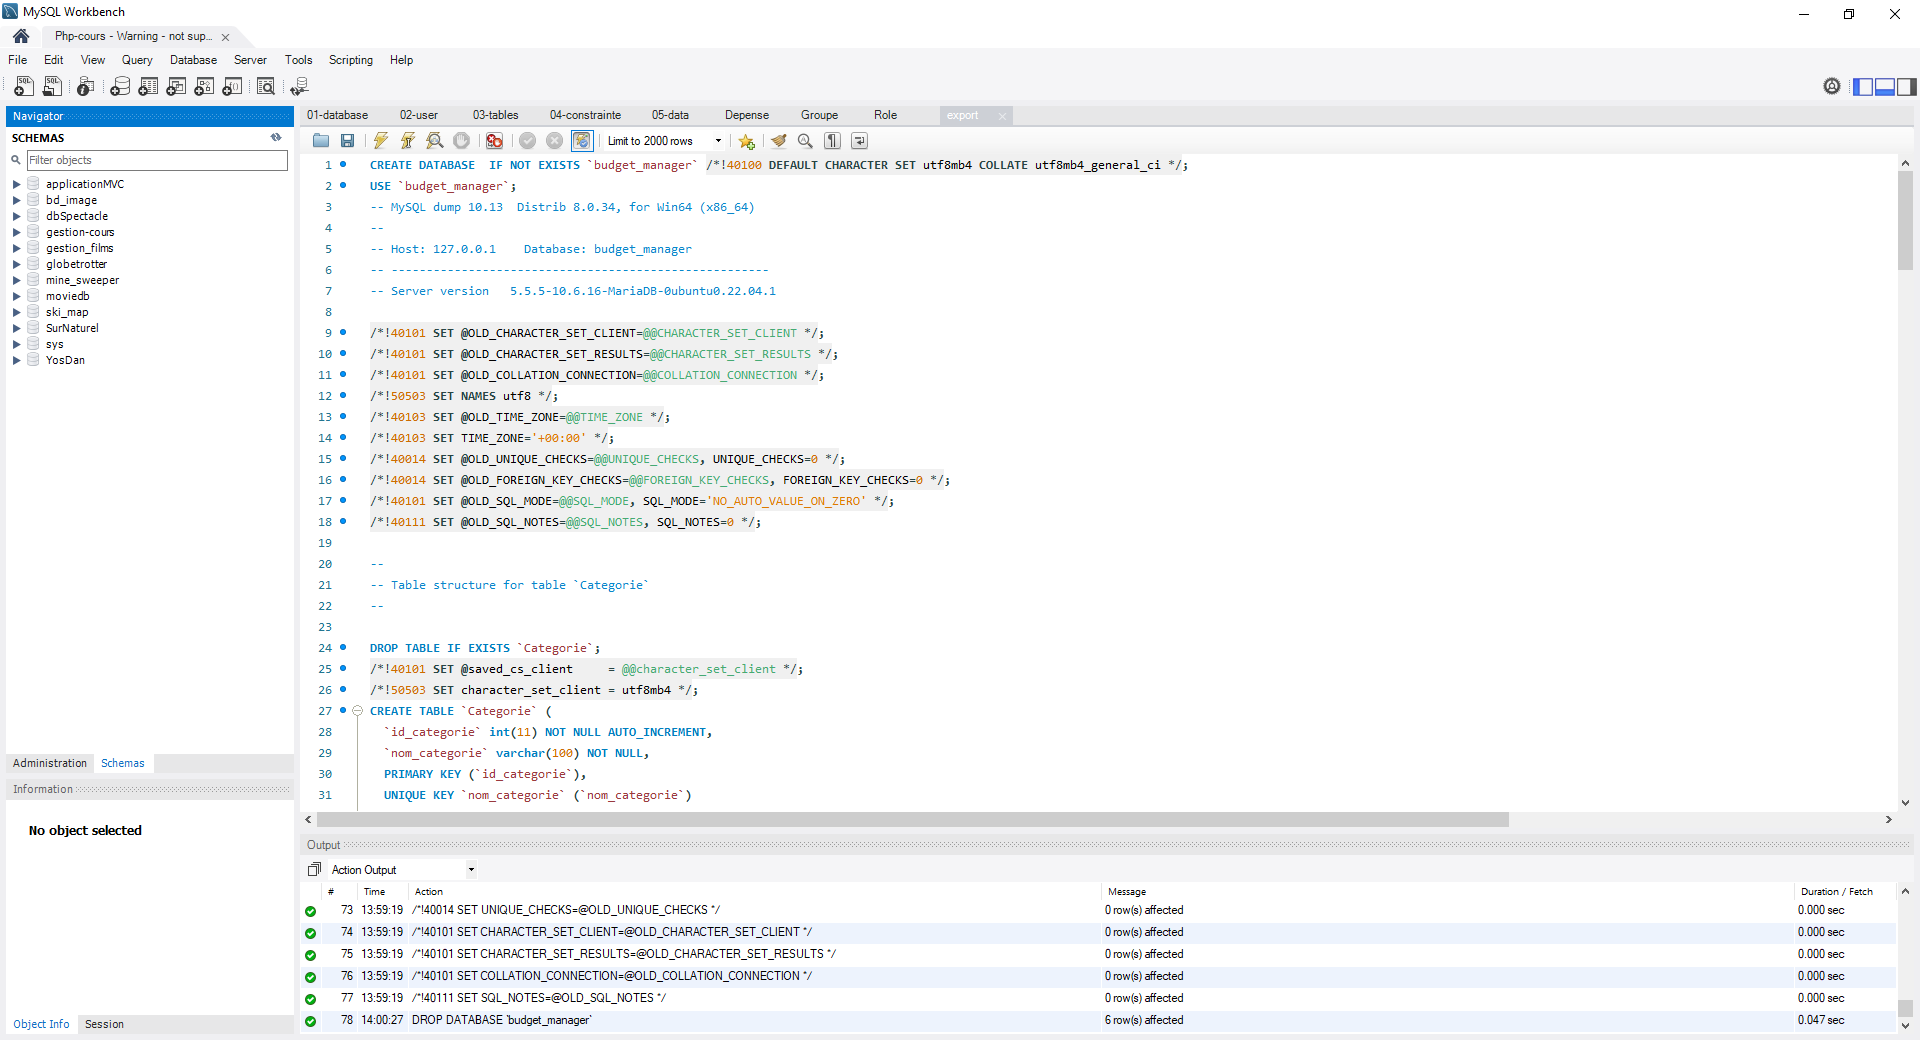 MySQL Workbench
Php-cours - Warning - not sup...
File Edit View Query Database Server Tools Scripting Help
Navigator
SCHEMAS
Filter objects
applicationMVC
bd_image
dbSpectacle
gestion-cours
gestion_films
globetrotter
mine_sweeper
moviedb
ski_map
SurNaturel
sys
YosDan
Administration Schemas
Information
No object selected
Object Info Session
01-database 02-user 03-tables 04-constrainte 05-data Depense Groupe Role export
Limit to 2000 rows
1 CREATE DATABASE  IF NOT EXISTS `budget_manager` /*!40100 DEFAULT CHARACTER SET utf8mb4 COLLATE utf8mb4_general_ci */;
2 USE `budget_manager`;
3 -- MySQL dump 10.13  Distrib 8.0.34, for Win64 (x86_64)
4 --
5 -- Host: 127.0.0.1    Database: budget_manager
6 -- ------------------------------------------------------
7 -- Server version	5.5.5-10.6.16-MariaDB-0ubuntu0.22.04.1
8
9 /*!40101 SET @OLD_CHARACTER_SET_CLIENT=@@CHARACTER_SET_CLIENT */;
10 /*!40101 SET @OLD_CHARACTER_SET_RESULTS=@@CHARACTER_SET_RESULTS */;
11 /*!40101 SET @OLD_COLLATION_CONNECTION=@@COLLATION_CONNECTION */;
12 /*!50503 SET NAMES utf8 */;
13 /*!40103 SET @OLD_TIME_ZONE=@@TIME_ZONE */;
14 /*!40103 SET TIME_ZONE='+00:00' */;
15 /*!40014 SET @OLD_UNIQUE_CHECKS=@@UNIQUE_CHECKS, UNIQUE_CHECKS=0 */;
16 /*!40014 SET @OLD_FOREIGN_KEY_CHECKS=@@FOREIGN_KEY_CHECKS, FOREIGN_KEY_CHECKS=0 */;
17 /*!40101 SET @OLD_SQL_MODE=@@SQL_MODE, SQL_MODE='NO_AUTO_VALUE_ON_ZERO' */;
18 /*!40111 SET @OLD_SQL_NOTES=@@SQL_NOTES, SQL_NOTES=0 */;
19
20 --
21 -- Table structure for table `Categorie`
22 --
23
24 DROP TABLE IF EXISTS `Categorie`;
25 /*!40101 SET @saved_cs_client     = @@character_set_client */;
26 /*!50503 SET character_set_client = utf8mb4 */;
27 CREATE TABLE `Categorie` (
28 `id_categorie` int(11) NOT NULL AUTO_INCREMENT,
29 `nom_categorie` varchar(100) NOT NULL,
30 PRIMARY KEY (`id_categorie`),
31 UNIQUE KEY `nom_categorie` (`nom_categorie`)
Output
Action Output
# Time Action Message Duration / Fetch
73 13:59:19 /*!40014 SET UNIQUE_CHECKS=@OLD_UNIQUE_CHECKS */ 0 row(s) affected 0.000 sec
74 13:59:19 /*!40101 SET CHARACTER_SET_CLIENT=@OLD_CHARACTER_SET_CLIENT */ 0 row(s) affected 0.000 sec
75 13:59:19 /*!40101 SET CHARACTER_SET_RESULTS=@OLD_CHARACTER_SET_RESULTS */ 0 row(s) affected 0.000 sec
76 13:59:19 /*!40101 SET COLLATION_CONNECTION=@OLD_COLLATION_CONNECTION */ 0 row(s) affected 0.000 sec
77 13:59:19 /*!40111 SET SQL_NOTES=@OLD_SQL_NOTES */ 0 row(s) affected 0.000 sec
78 14:00:27 DROP DATABASE `budget_manager` 6 row(s) affected 0.047 sec